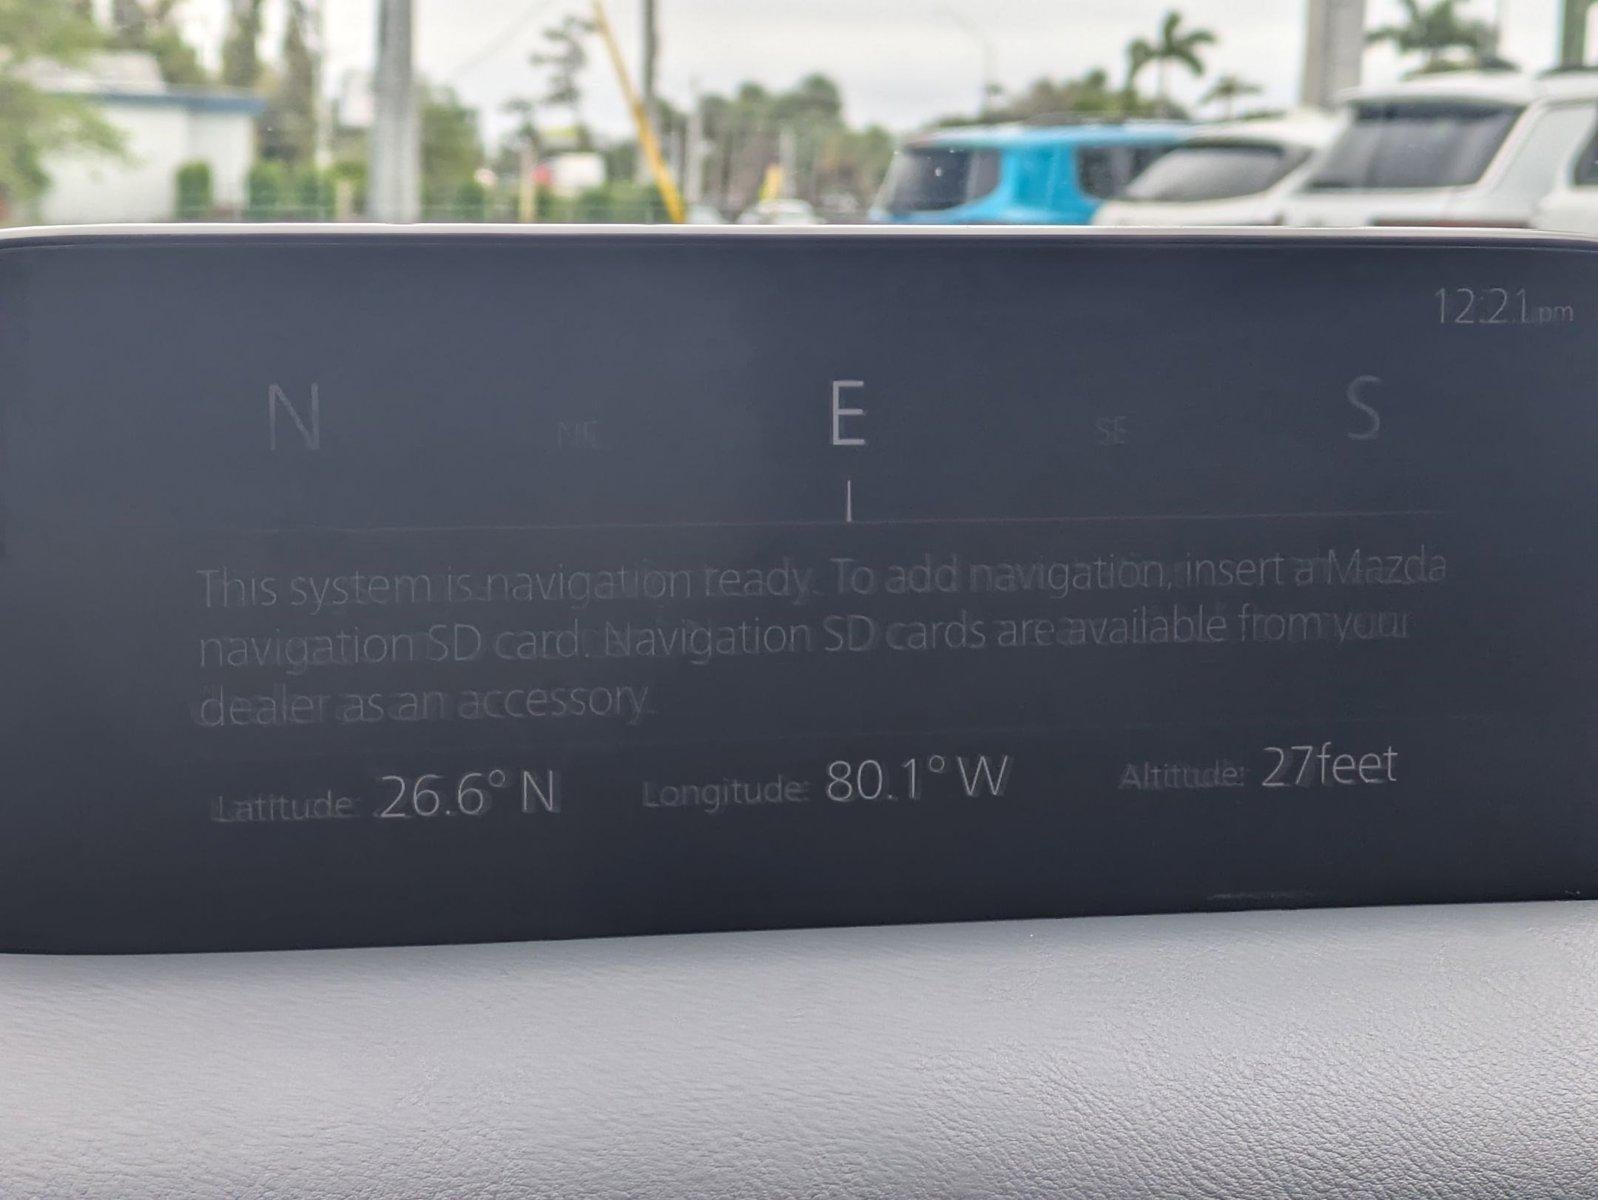 12:21 pm
N NE E SE S
This system is navigation ready. To add navigation, insert a Mazda
navigation SD card. Navigation SD cards are available from your
dealer as an accessory.
Latitude: 26.6° N Longitude: 80.1° W Altitude: 27feet